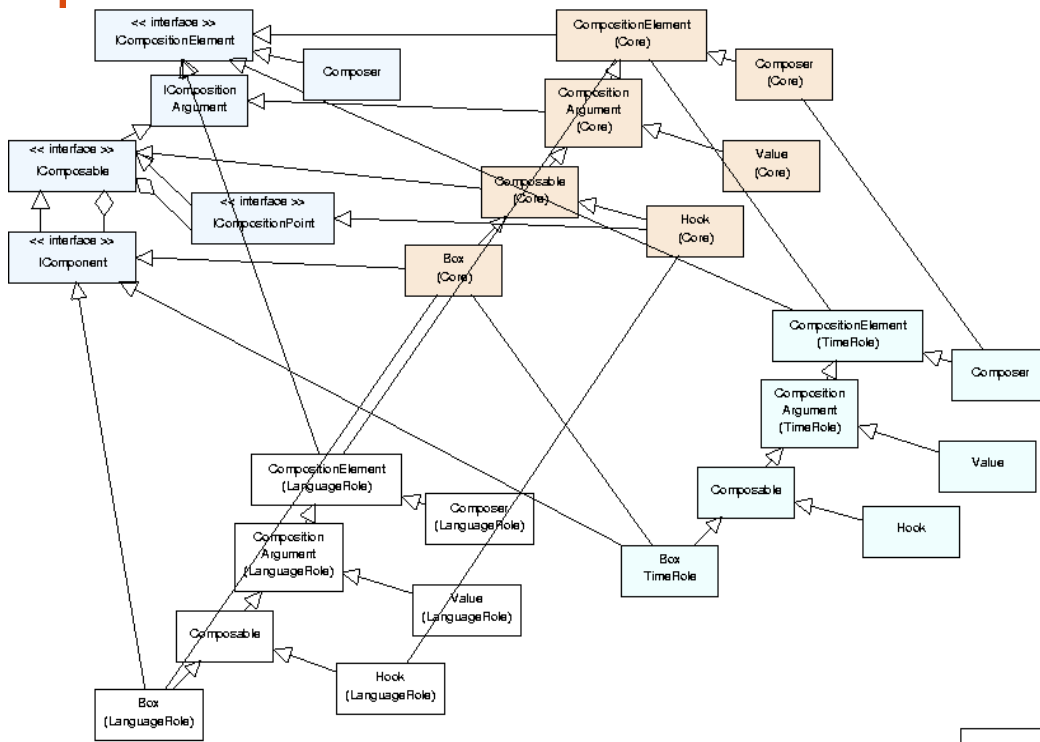 << interface >>
ICompositionElement
Composer
IComposition
Argument
<< interface >>
IComposable
<< interface >>
ICompositionPoint
<< interface >>
IComponent
CompositionElement
(Core)
Composer
(Core)
Composition
Argument
(Core)
Value
(Core)
Composable
(Core)
Hook
(Core)
Box
(Core)
CompositionElement
(TimeRole)
Composer
Composition
Argument
(TimeRole)
Value
Composable
Hook
Box
TimeRole
CompositionElement
(LanguageRole)
Composer
(LanguageRole)
Composition
Argument
(LanguageRole)
Value
(LanguageRole)
Composable
Hook
(LanguageRole)
Box
(LanguageRole)